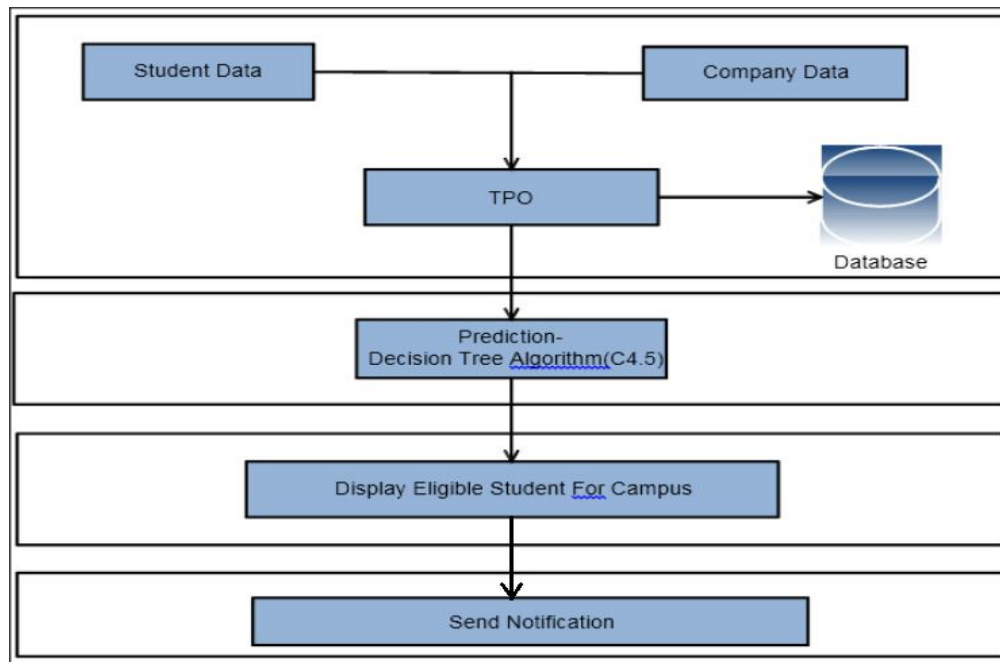 Student Data
Company Data
TPO
Database
Prediction-
Decision Tree Algorithm(C4.5)
Display Eligible Student For Campus
Send Notification